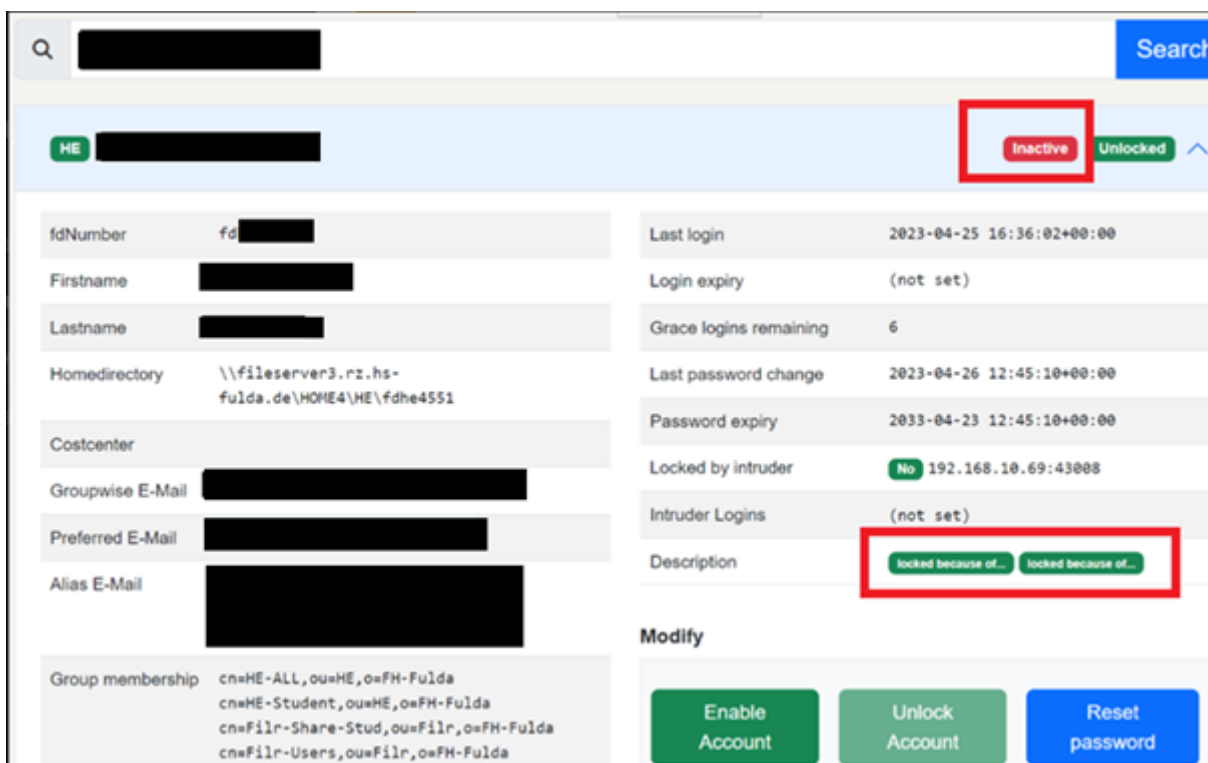 Search
HE
Inactive
Unlocked
fdNumber fd
Firstname
Lastname
Homedirectory \\fileserver3.rz.hs-
fulda.de\HOME4\HE\fdhe4551
Costcenter
Groupwise E-Mail
Preferred E-Mail
Alias E-Mail
Group membership cn=HE-ALL,ou=HE,o=FH-Fulda
cn=HE-Student,ou=HE,o=FH-Fulda
cn=Filr-Share-Stud,ou=Filr,o=FH-Fulda
cn=Filr-Users,ou=Filr,o=FH-Fulda
Last login 2023-04-25 16:36:02+00:00
Login expiry (not set)
Grace logins remaining 6
Last password change 2023-04-26 12:45:10+00:00
Password expiry 2033-04-23 12:45:10+00:00
Locked by intruder No 192.168.10.69:43008
Intruder Logins (not set)
Description locked because of... locked because of...
Modify
Enable
Account
Unlock
Account
Reset
password